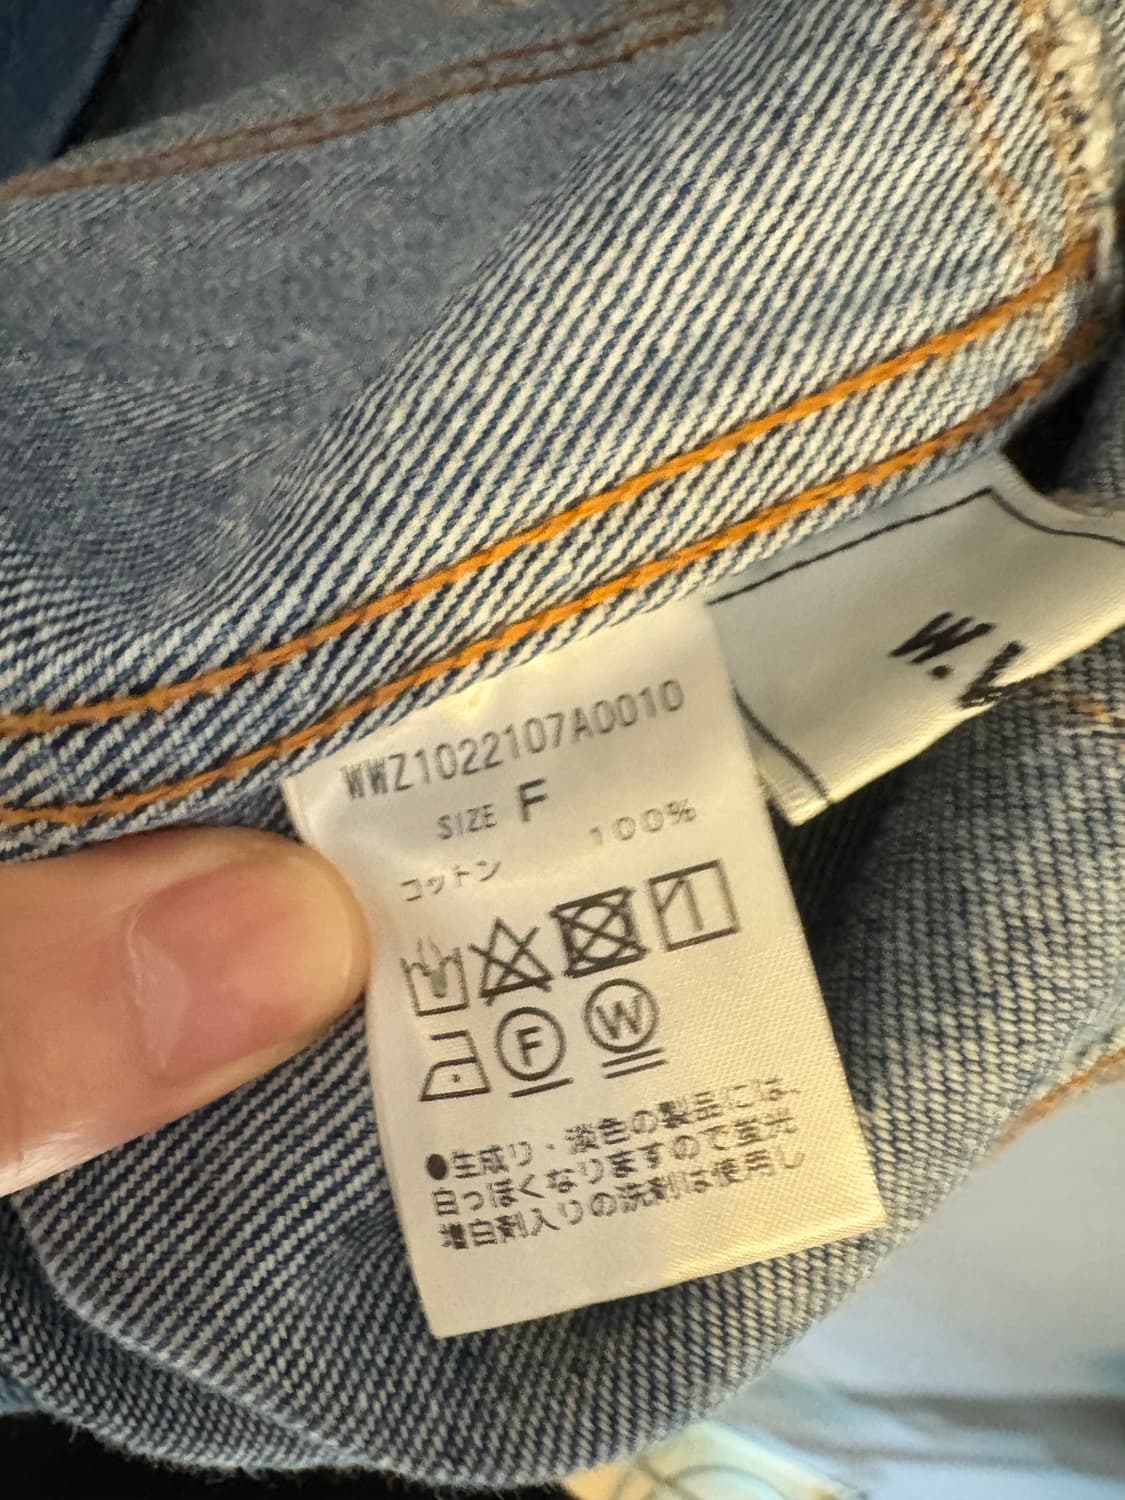 W.
WWZ1022107A0010
SIZE F
コットン 100%
F W
●生成り・淡色の製品には、
白っぽくなりますので蛍光
増白剤入りの洗剤は使用し